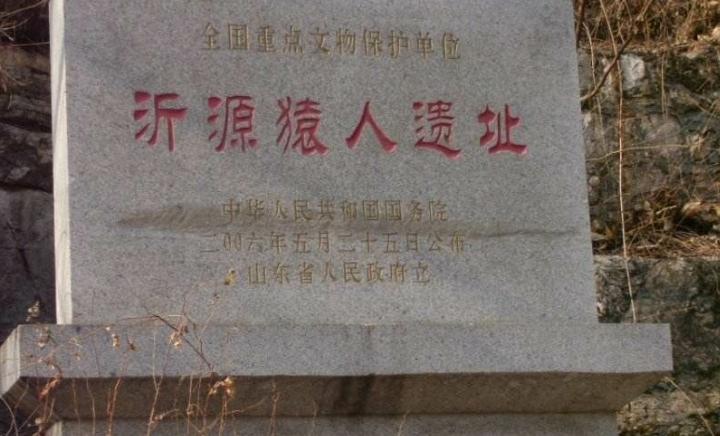 全国重点文物保护单位
沂源猿人遗址
中华人民共和国国务院
二〇〇六年五月二十五日公布
山东省人民政府立